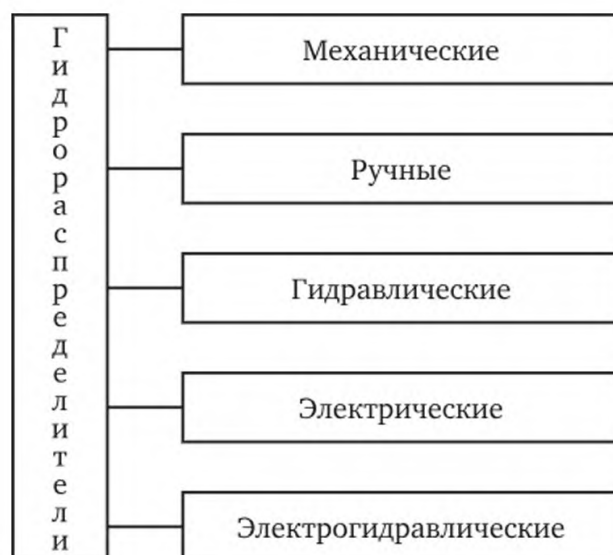 Гидрораспределители
Механические
Ручные
Гидравлические
Электрические
Электрогидравлические